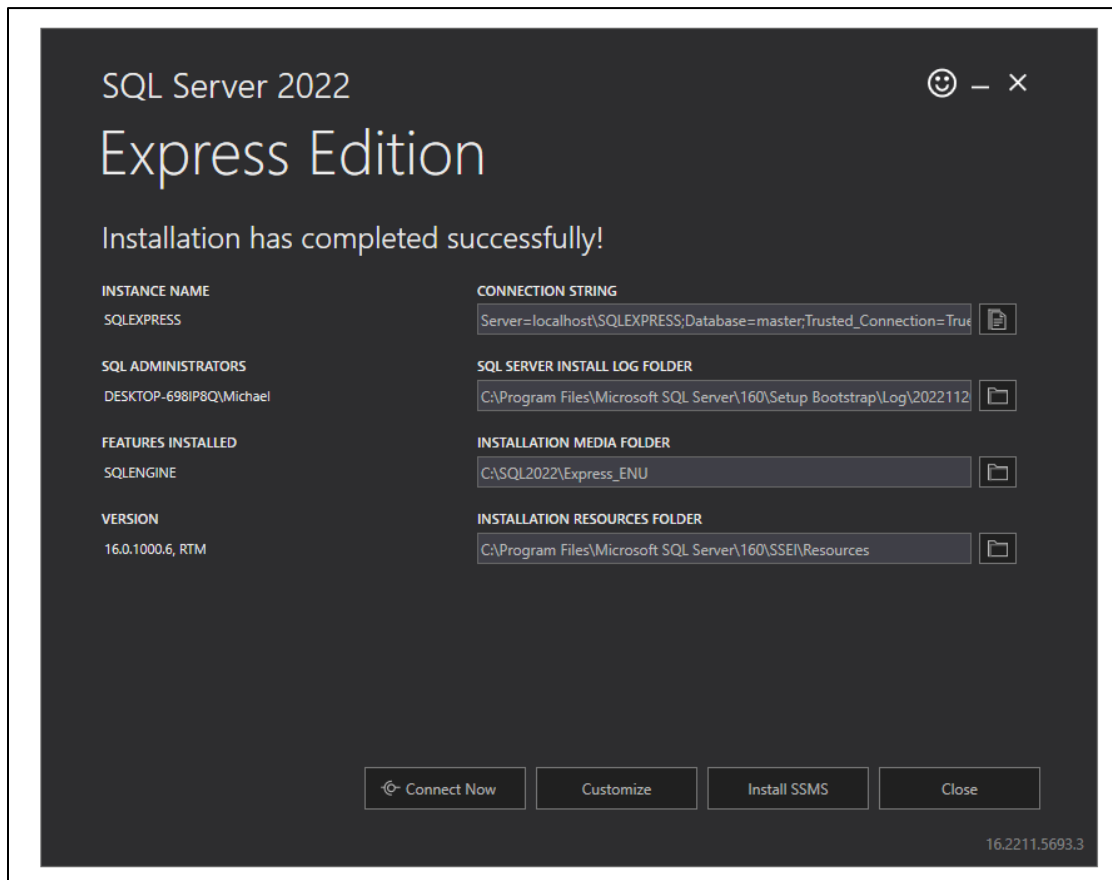 SQL Server 2022
Express Edition
Installation has completed successfully!
INSTANCE NAME
SQLEXPRESS
CONNECTION STRING
Server=localhost\SQLEXPRESS;Database=master;Trusted_Connection=True
SQL ADMINISTRATORS
DESKTOP-698IP8Q\Michael
SQL SERVER INSTALL LOG FOLDER
C:\Program Files\Microsoft SQL Server\160\Setup Bootstrap\Log\2022112
FEATURES INSTALLED
SQLENGINE
INSTALLATION MEDIA FOLDER
C:\SQL2022\Express_ENU
VERSION
16.0.1000.6, RTM
INSTALLATION RESOURCES FOLDER
C:\Program Files\Microsoft SQL Server\160\SSEI\Resources
Connect Now
Customize
Install SSMS
Close
16.2211.5693.3